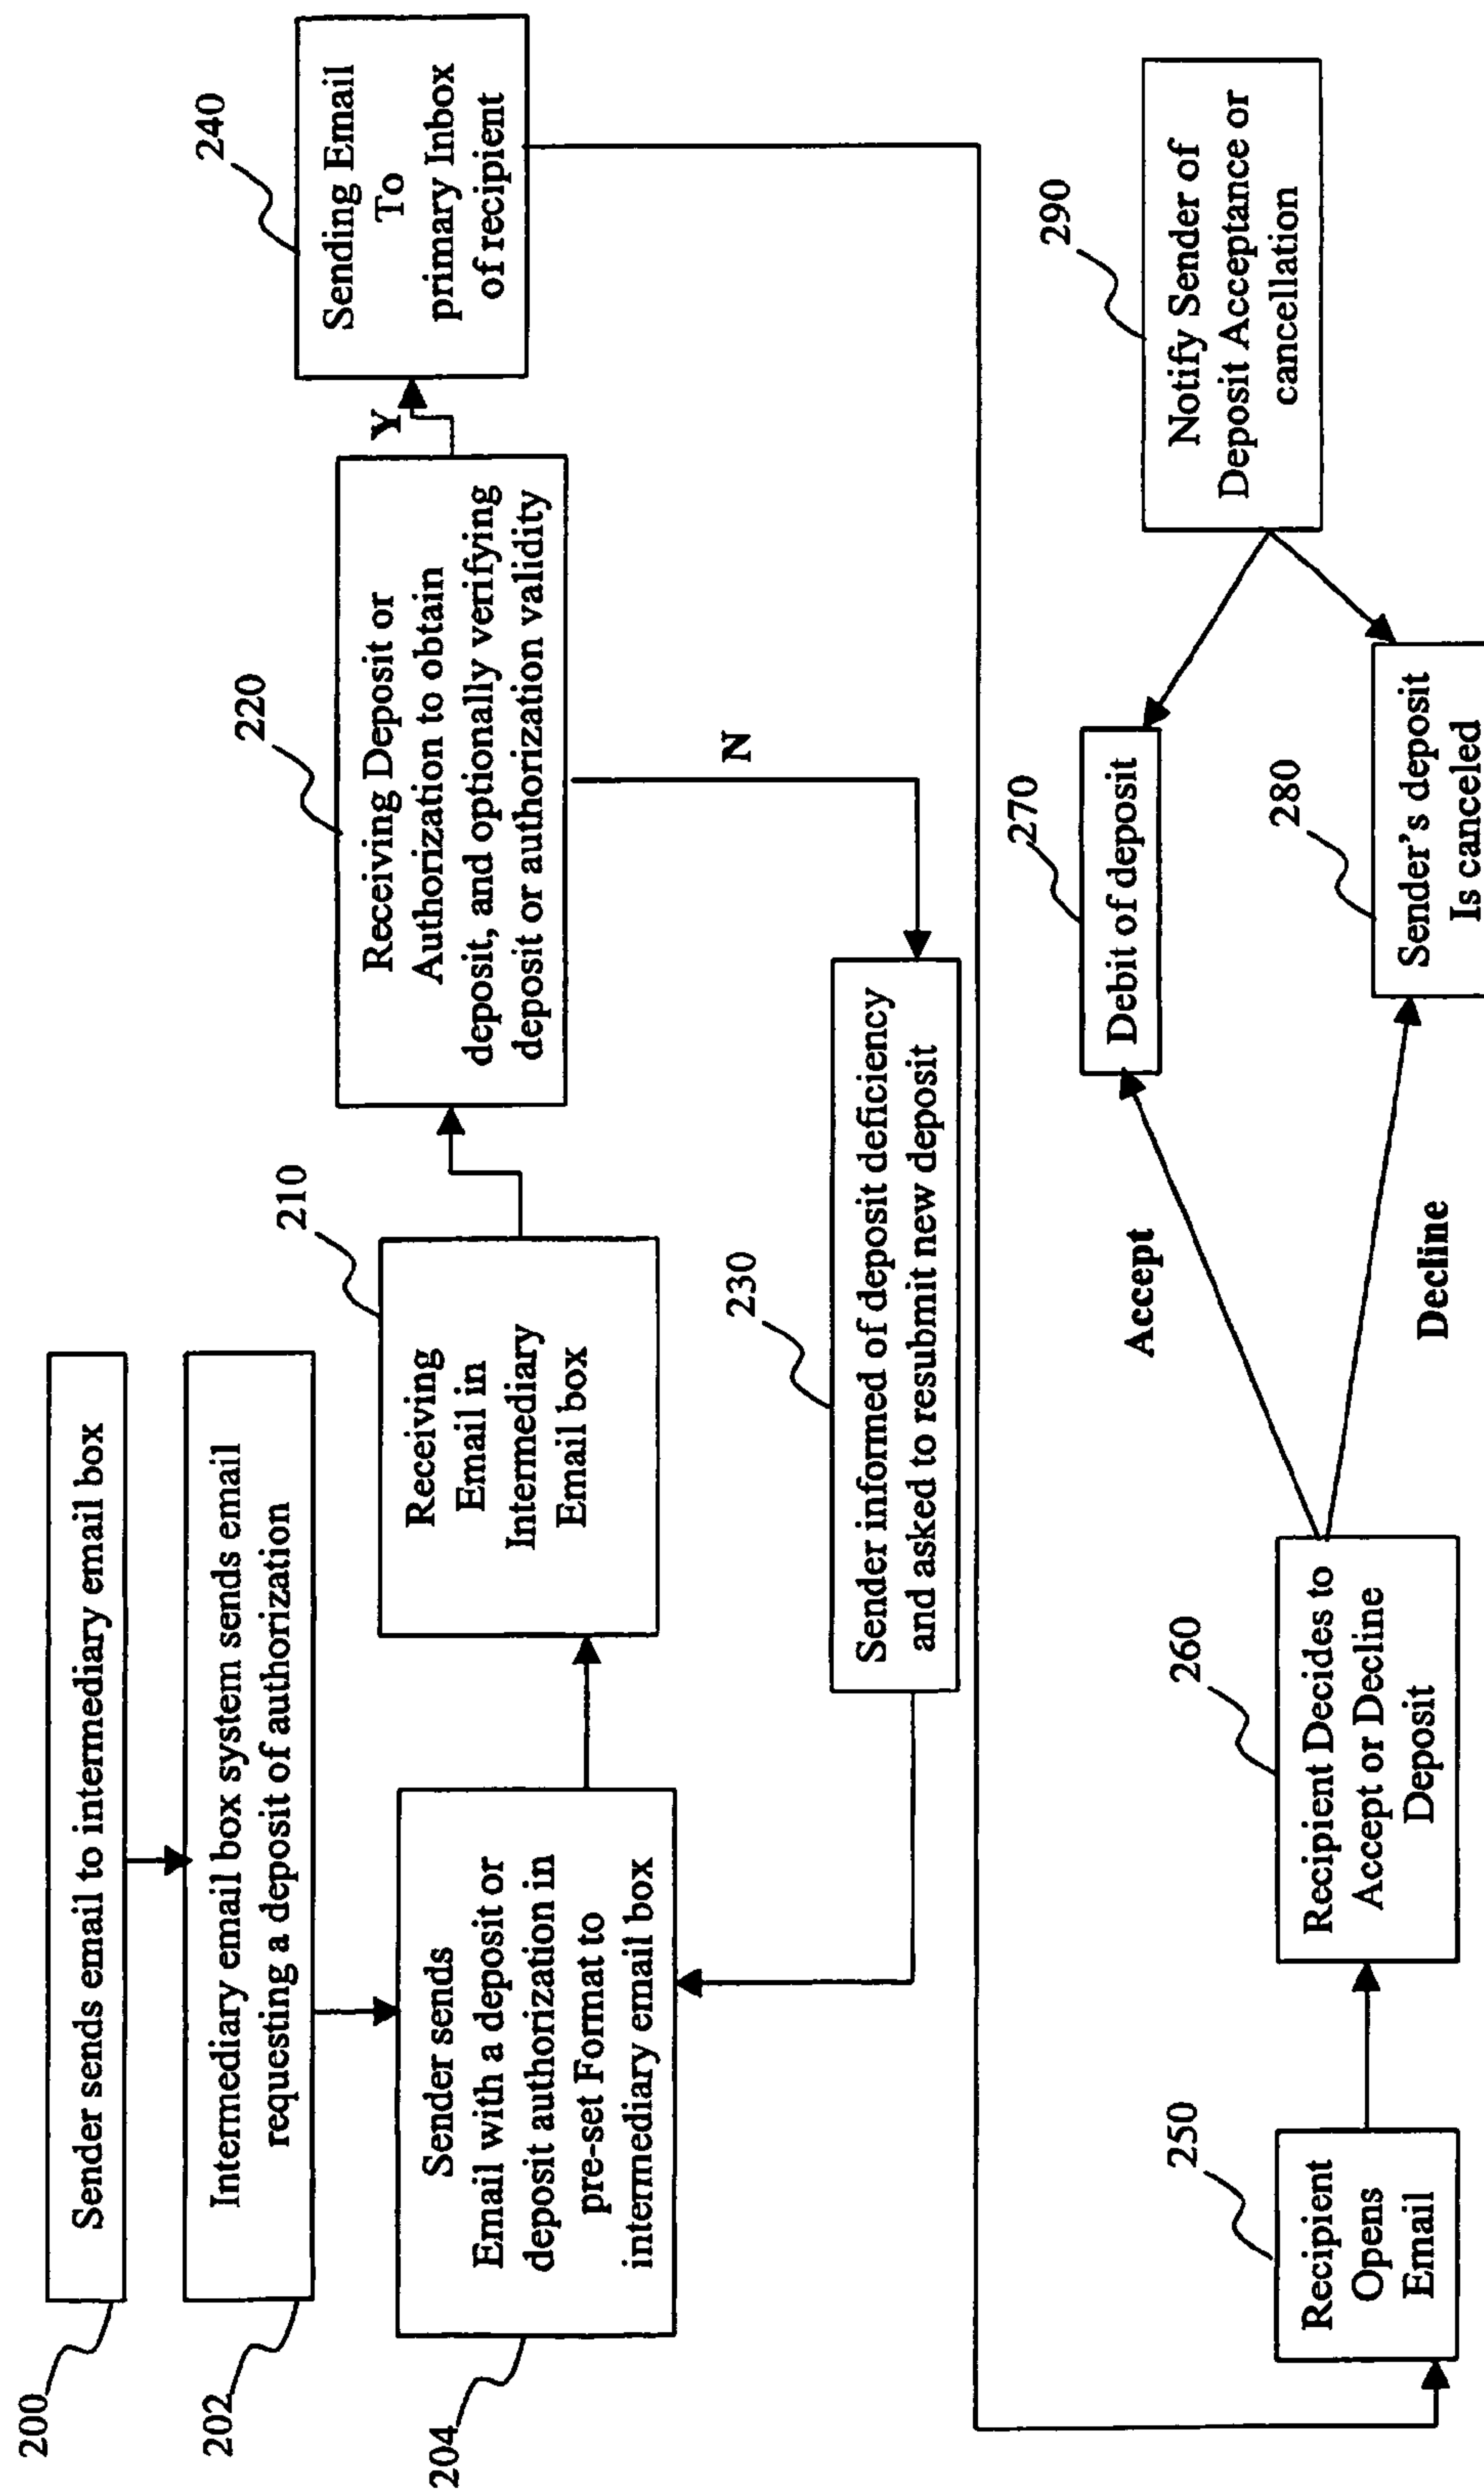 200
Sender sends email to intermediary email box
202
Intermediary email box system sends email
requesting a deposit of authorization
204
Sender sends
Email with a deposit or
deposit authorization in
pre-set Format to
intermediary email box
210
Receiving
Email in
Intermediary
Email box
220
Receiving Deposit or
Authorization to obtain
deposit, and optionally verifying
deposit or authorization validity
Y
N
240
Sending Email
To
primary Inbox
of recipient
230
Sender informed of deposit deficiency
and asked to resubmit new deposit
250
Recipient
Opens
Email
260
Recipient Decides to
Accept or Decline
Deposit
Accept
Decline
270
Debit of deposit
280
Sender's deposit
Is canceled
290
Notify Sender of
Deposit Acceptance or
cancellation